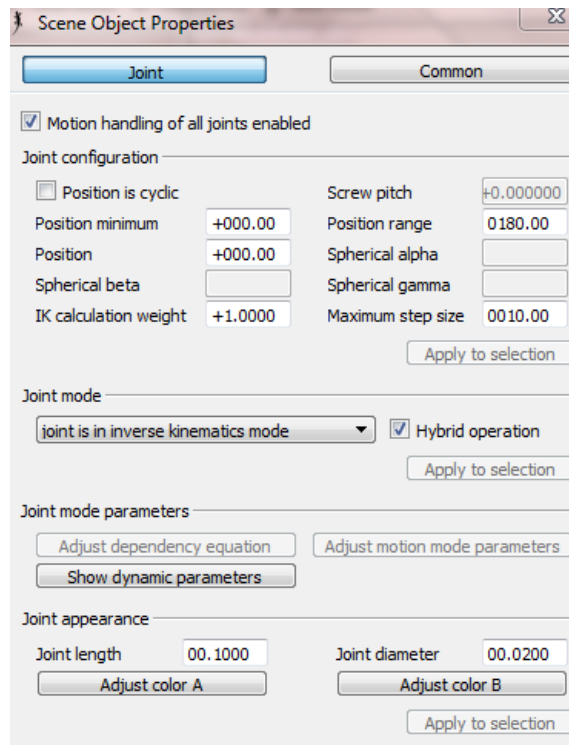 Scene Object Properties
Joint Common
Motion handling of all joints enabled
Joint configuration
Position is cyclic Screw pitch +0.000000
Position minimum +000.00 Position range 0180.00
Position +000.00 Spherical alpha
Spherical beta Spherical gamma
IK calculation weight +1.0000 Maximum step size 0010.00
Apply to selection
Joint mode
joint is in inverse kinematics mode Hybrid operation
Apply to selection
Joint mode parameters
Adjust dependency equation Adjust motion mode parameters
Show dynamic parameters
Joint appearance
Joint length 00.1000 Joint diameter 00.0200
Adjust color A Adjust color B
Apply to selection